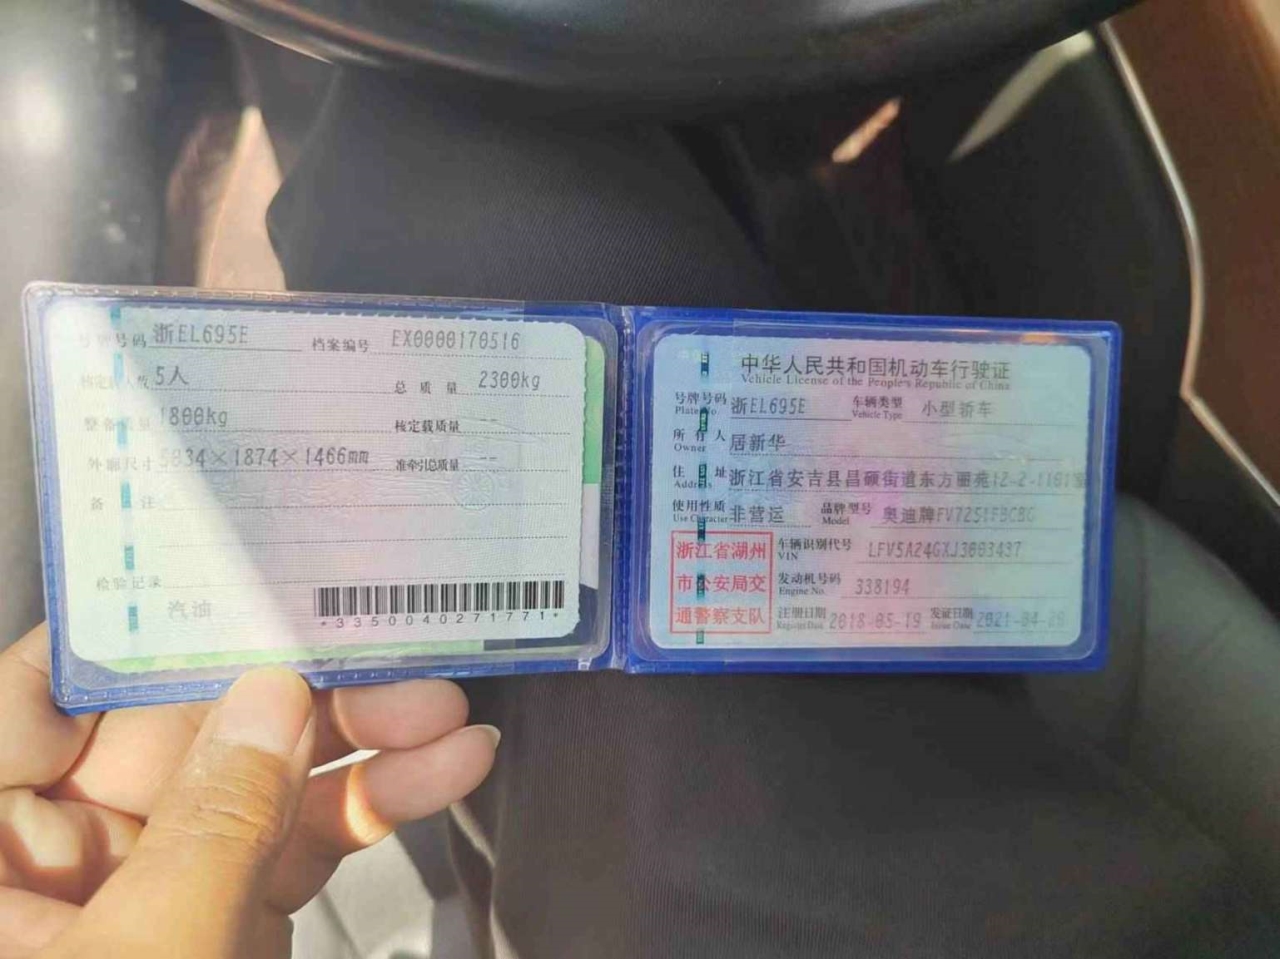 号牌号码 浙EL695E 档案编号 EX0000170516
核定载人数 5人 总质量 2300kg
整备质量 1800kg 核定载质量 --
外廓尺寸 5034×1874×1466mm 准牵引总质量 --
备注
检验记录
汽油
*3350040271771*
中华人民共和国机动车行驶证
Vehicle License of the People's Republic of China
号牌号码 浙EL695E 车辆类型 小型轿车
Plate No. Vehicle Type
所有人 居新华
Owner
住址 浙江省安吉县昌硕街道东方丽苑12-2-1101室
Address
使用性质 非营运 品牌型号 奥迪牌FV7251FBCBG
Use Character Model
浙江省湖州
市公安局交
通警察支队
车辆识别代号 LFV5A24GXJ3003437
VIN
发动机号码 338194
Engine No.
注册日期 2018-05-19 发证日期 2021-04-
Register Date Issue Date